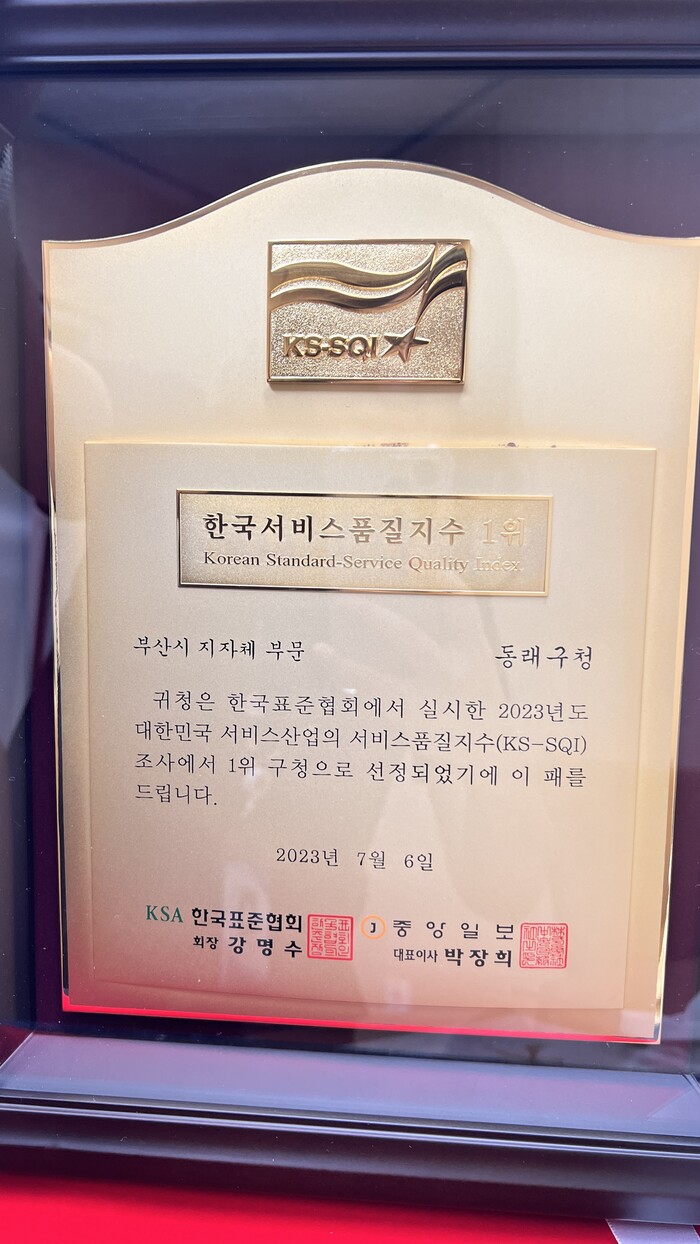 KS-SQI
한국서비스품질지수 1위
Korean Standard-Service Quality Index.
부산시 지자체 부문 동래구청
귀청은 한국표준협회에서 실시한 2023년도
대한민국 서비스산업의 서비스품질지수(KS-SQI)
조사에서 1위 구청으로 선정되었기에 이 패를
드립니다.
2023년 7월 6일
KSA 한국표준협회 J 중앙일보
회장 강명수 대표이사 박장희